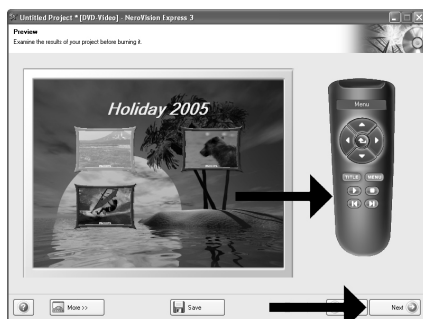 Untitled Project *[DVD-Video] - NeroVision Express 3
Preview
Examine the results of your project before burning it.
Holiday 2005
Menu
TITLE MENU
More >>
Save
Next